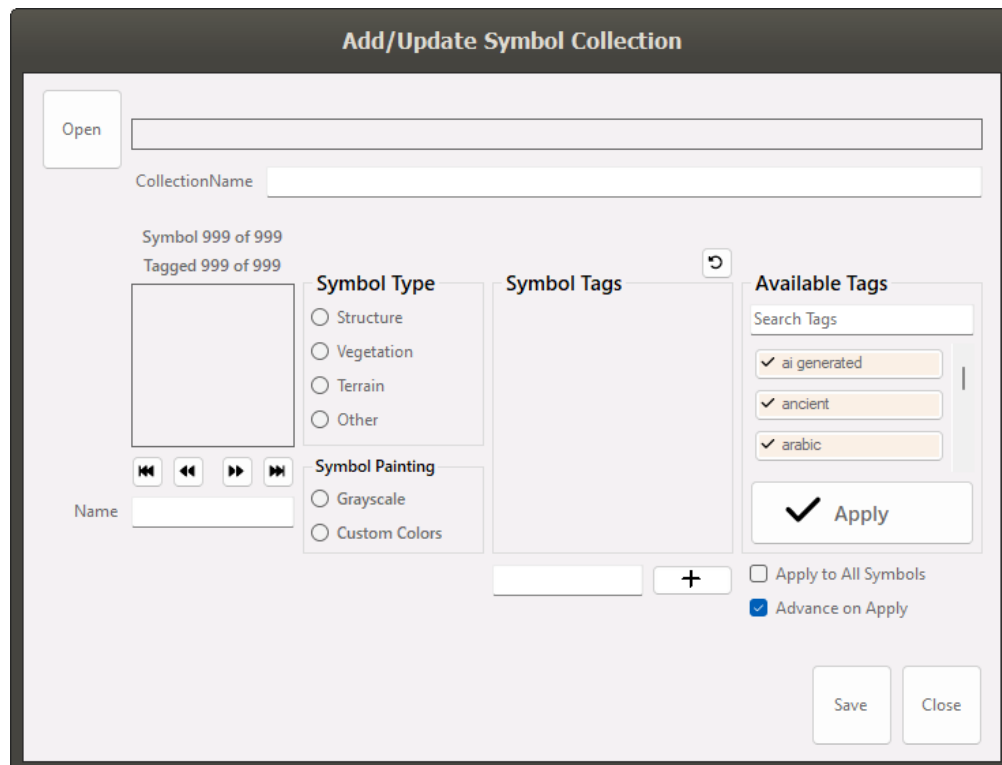 Add/Update Symbol Collection
Open
CollectionName
Symbol 999 of 999
Tagged 999 of 999
Symbol Type
Structure
Vegetation
Terrain
Other
Symbol Painting
Grayscale
Custom Colors
Name
Symbol Tags
Available Tags
Search Tags
ai generated
ancient
arabic
Apply
Apply to All Symbols
Advance on Apply
Save
Close